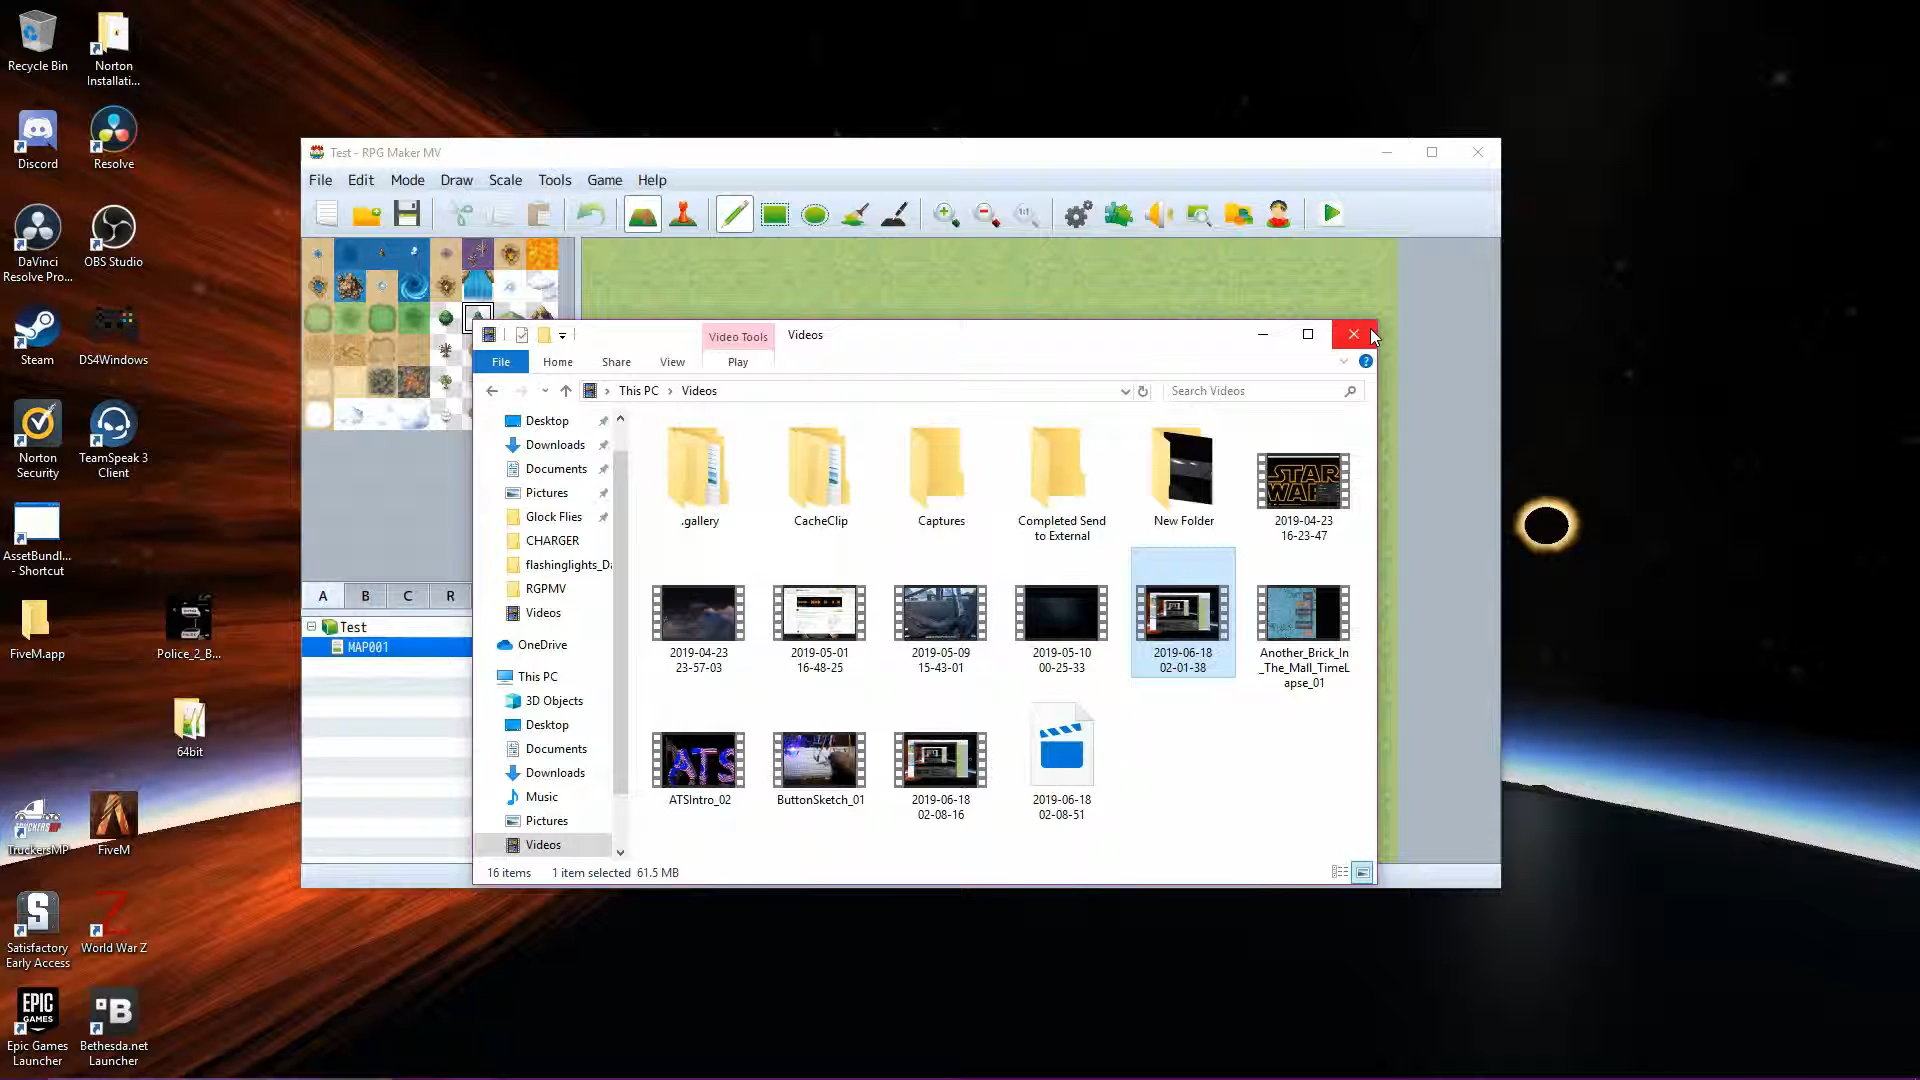 Recycle Bin
Norton
Installati...
Discord
Resolve
DaVinci
Resolve Pro...
OBS Studio
Steam
DS4Windows
Norton
Security
TeamSpeak 3
Client
AssetBundl...
- Shortcut
FiveM.app
Police_2_B...
64bit
TruckersMP
FiveM
Satisfactory
Early Access
World War Z
EPIC
GAMES
Epic Games
Launcher
Bethesda.net
Launcher
Test - RPG Maker MV
File Edit Mode Draw Scale Tools Game Help
1:1
A B C R
Test
MAP001
Video Tools
Videos
File Home Share View Play
This PC > Videos
Search Videos
Desktop
Downloads
Documents
Pictures
Glock Flies
CHARGER
flashinglights_Da
RGPMV
Videos
OneDrive
This PC
3D Objects
Desktop
Documents
Downloads
Music
Pictures
Videos
.gallery
CacheClip
Captures
Completed Send
to External
New Folder
STAR
WARS
2019-04-23
16-23-47
2019-04-23
23-57-03
2019-05-01
16-48-25
2019-05-09
15-43-01
2019-05-10
00-25-33
2019-06-18
02-01-38
Another_Brick_In
_The_Mall_TimeL
apse_01
ATS
ATSIntro_02
ButtonSketch_01
2019-06-18
02-08-16
2019-06-18
02-08-51
16 items 1 item selected 61.5 MB